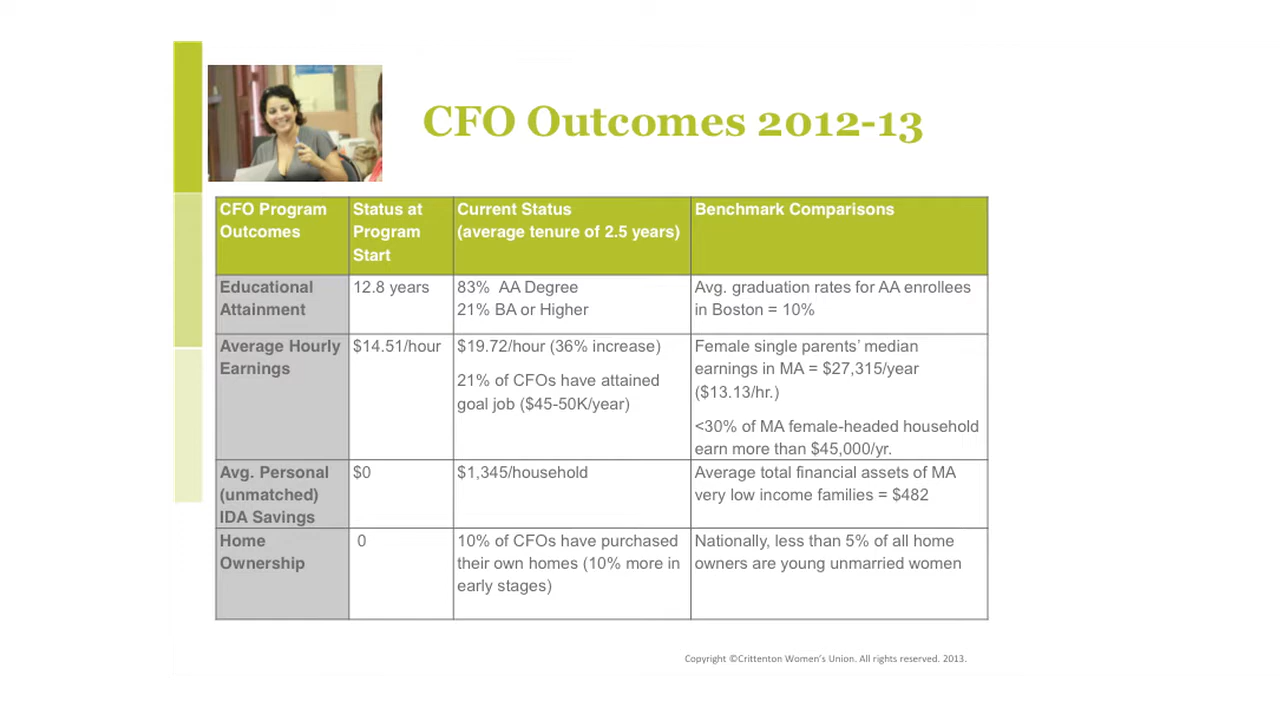 CFO Outcomes 2012-13
CFO Program
Outcomes
Status at
Program
Start
Current Status
(average tenure of 2.5 years)
Benchmark Comparisons
Educational
Attainment
12.8 years
83%  AA Degree
21% BA or Higher
Avg. graduation rates for AA enrollees
in Boston = 10%
Average Hourly
Earnings
$14.51/hour
$19.72/hour (36% increase)
21% of CFOs have attained
goal job ($45-50K/year)
Female single parents’ median
earnings in MA = $27,315/year
($13.13/hr.)
<30% of MA female-headed household
earn more than $45,000/yr.
Avg. Personal
(unmatched)
IDA Savings
$0
$1,345/household
Average total financial assets of MA
very low income families = $482
Home
Ownership
0
10% of CFOs have purchased
their own homes (10% more in
early stages)
Nationally, less than 5% of all home
owners are young unmarried women
Copyright ©Crittenton Women’s Union. All rights reserved. 2013.